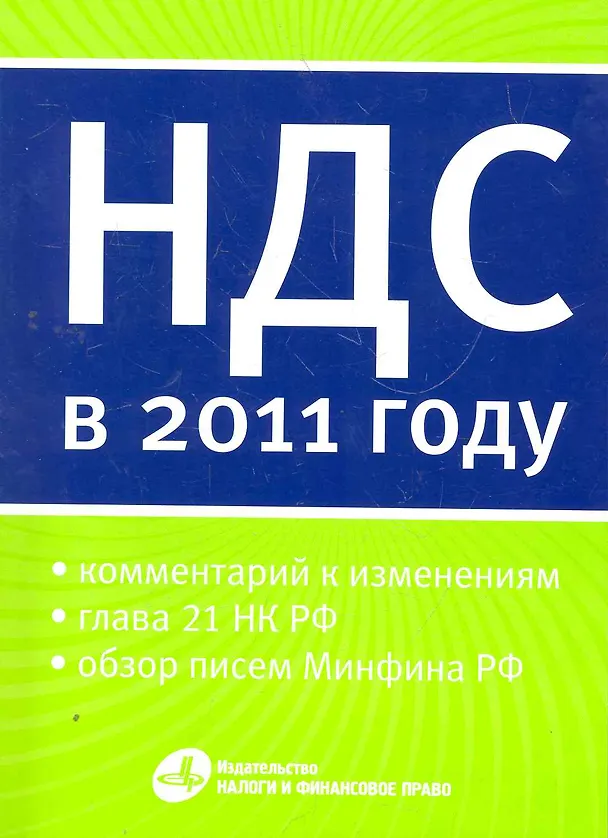 НДС
в 2011 году
• комментарий к изменениям
• глава 21 НК РФ
• обзор писем Минфина РФ
Издательство
НАЛОГИ И ФИНАНСОВОЕ ПРАВО